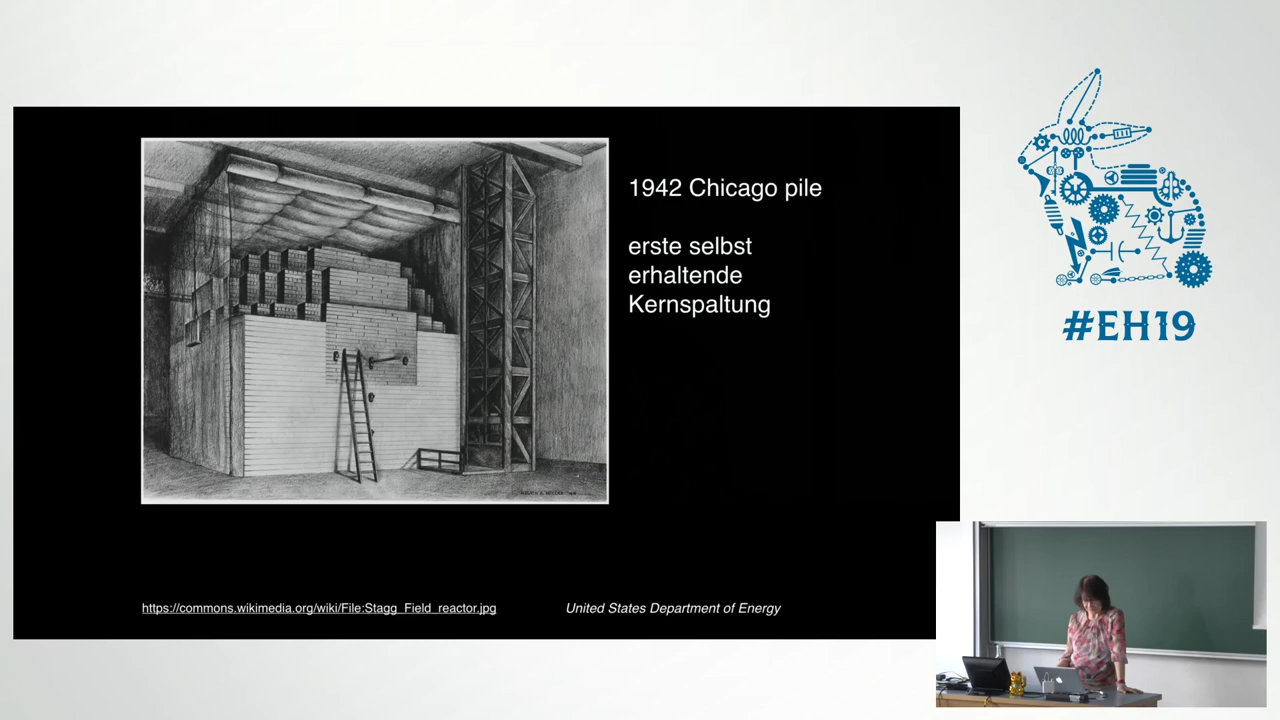 1942 Chicago pile
erste selbst
erhaltende
Kernspaltung
https://commons.wikimedia.org/wiki/File:Stagg_Field_reactor.jpg
United States Department of Energy
#EH19